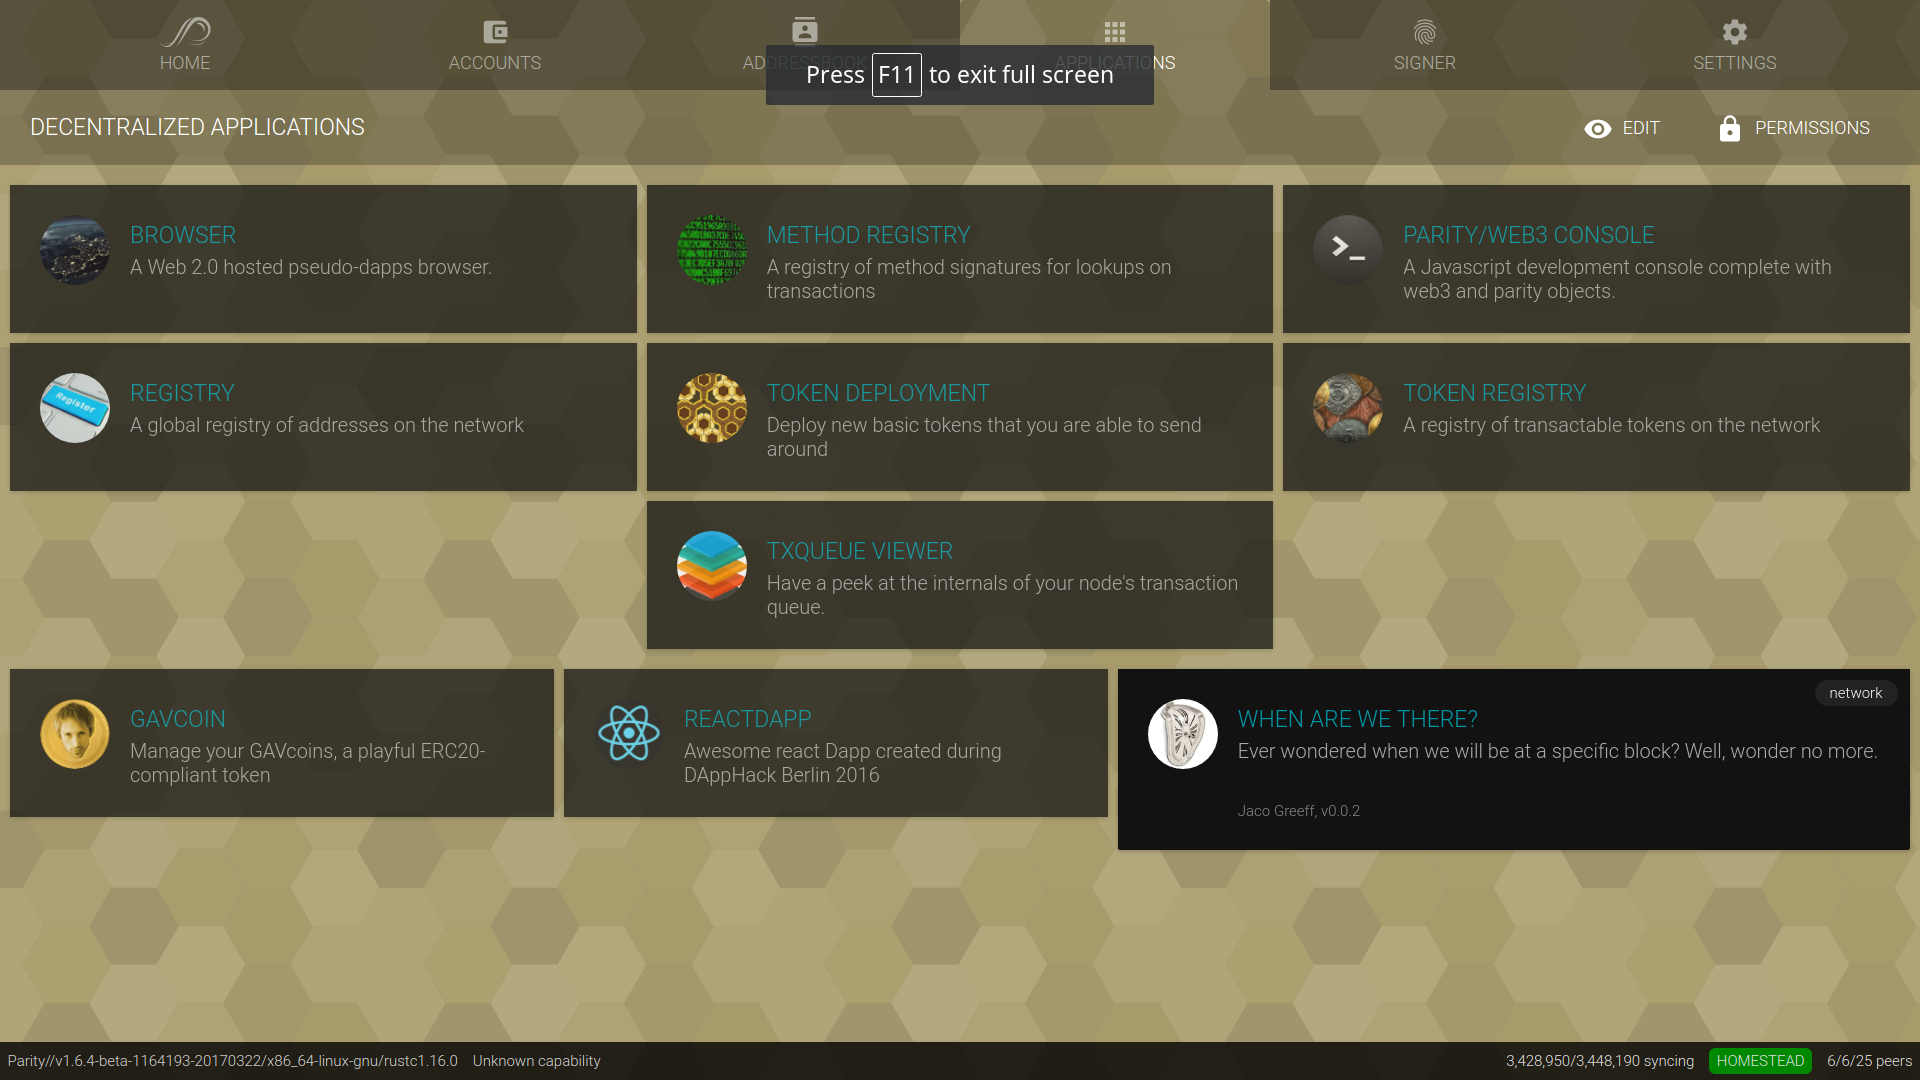 HOME
ACCOUNTS
ADDRESSBOOK
APPLICATIONS
SIGNER
SETTINGS
Press F11 to exit full screen
DECENTRALIZED APPLICATIONS
EDIT
PERMISSIONS
BROWSER
A Web 2.0 hosted pseudo-dapps browser.
METHOD REGISTRY
A registry of method signatures for lookups on
transactions
PARITY/WEB3 CONSOLE
A Javascript development console complete with
web3 and parity objects.
Register
REGISTRY
A global registry of addresses on the network
TOKEN DEPLOYMENT
Deploy new basic tokens that you are able to send
around
TOKEN REGISTRY
A registry of transactable tokens on the network
TXQUEUE VIEWER
Have a peek at the internals of your node's transaction
queue.
GAVCOIN
Manage your GAVcoins, a playful ERC20-
compliant token
REACTDAPP
Awesome react Dapp created during
DAppHack Berlin 2016
network
WHEN ARE WE THERE?
Ever wondered when we will be at a specific block? Well, wonder no more.
Jaco Greeff, v0.0.2
Parity//v1.6.4-beta-1164193-20170322/x86_64-linux-gnu/rustc1.16.0
Unknown capability
3,428,950/3,448,190 syncing
HOMESTEAD
6/6/25 peers